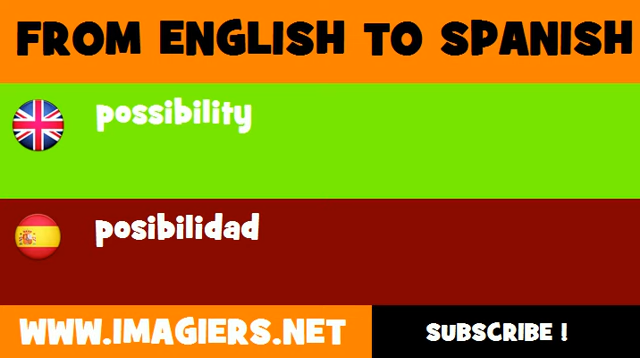 FROM ENGLISH TO SPANISH
possibility
posibilidad
WWW.IMAGIERS.NET
SUBSCRIBE !